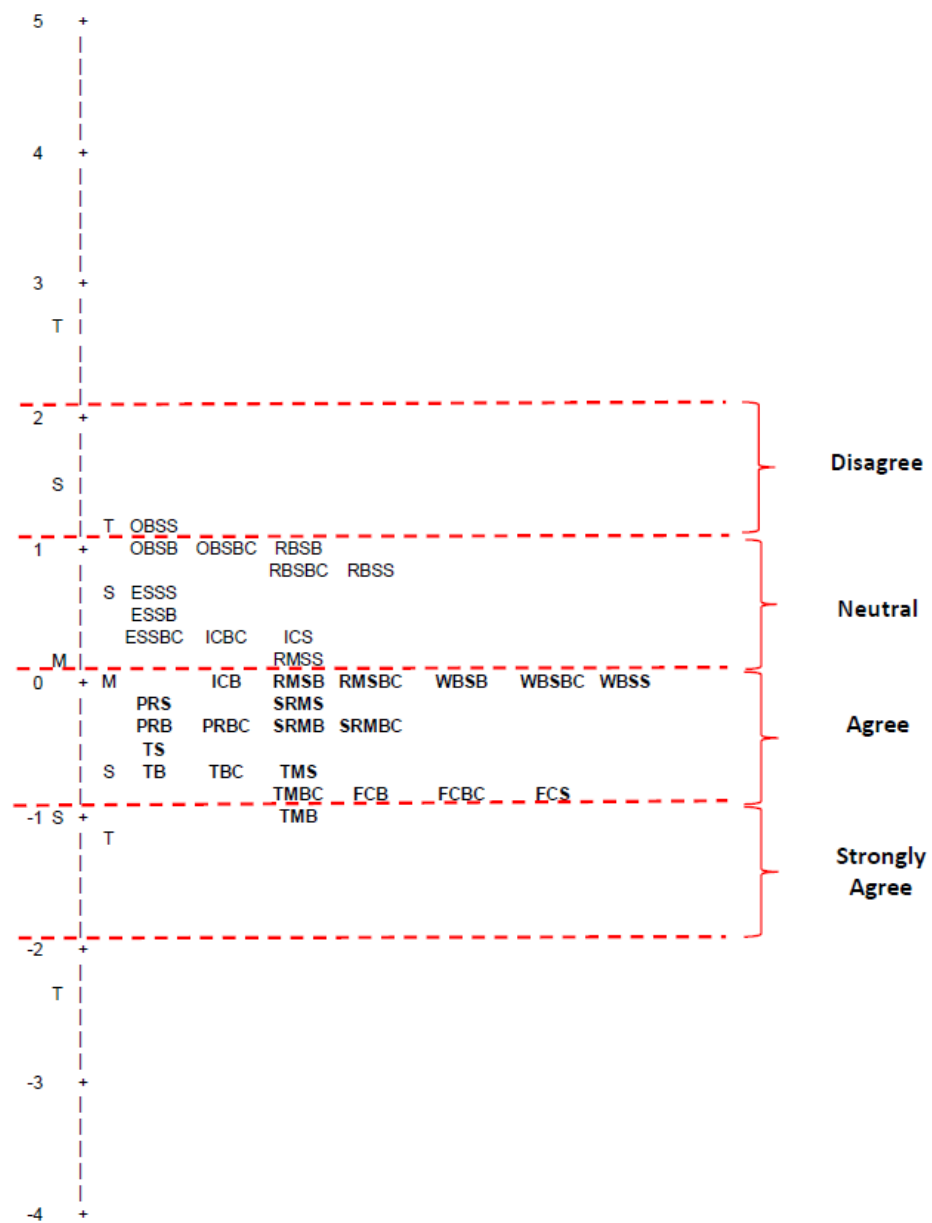 5 +
|
|
|
|
|
4 +
|
|
|
|
|
3 +
|
T |
|
|
|
2 +
|
|
S |
|
T OBSS
1 + OBSB OBSBC RBSB
| RBSBC RBSS
| S ESSS
| ESSB
| ESSBC ICBC ICS
M | RMSS
0 + M ICB RMSB RMSBC WBSB WBSBC WBSS
| PRS SRMS
| PRB PRBC SRMB SRMBC
| TS
| S TB TBC TMS
| TMBC FCB FCBC FCS
-1 S + TMB
| T
|
|
|
|
-2 +
|
T |
|
|
|
-3 +
|
|
|
|
|
-4 +
Disagree
Neutral
Agree
Strongly
Agree